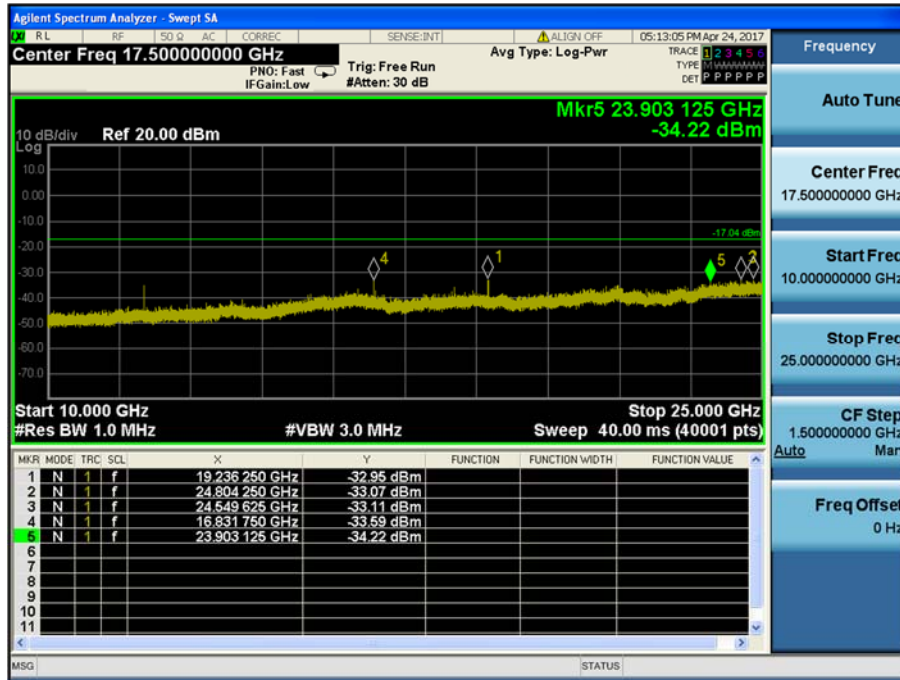 Agilent Spectrum Analyzer - Swept SA
LXI RL RF 50 Ω AC CORREC SENSE:INT ALIGN OFF 05:13:05 PM Apr 24, 2017
Center Freq 17.500000000 GHz
PNO: Fast
IFGain:Low
Trig: Free Run
#Atten: 30 dB
Avg Type: Log-Pwr
TRACE 1 2 3 4 5 6
TYPE M
DET P P P P P P
Mkr5 23.903 125 GHz
-34.22 dBm
10 dB/div Ref 20.00 dBm
Log
10.0
0.00
-10.0
-17.04 dBm
-20.0
-30.0
-40.0
-50.0
-60.0
-70.0
4
1
5
Start 10.000 GHz Stop 25.000 GHz
#Res BW 1.0 MHz #VBW 3.0 MHz Sweep 40.00 ms (40001 pts)
MKR MODE TRC SCL X Y FUNCTION FUNCTION WIDTH FUNCTION VALUE
1 N 1 f 19.236 250 GHz -32.95 dBm
2 N 1 f 24.804 250 GHz -33.07 dBm
3 N 1 f 24.549 625 GHz -33.11 dBm
4 N 1 f 16.831 750 GHz -33.59 dBm
5 N 1 f 23.903 125 GHz -34.22 dBm
6
7
8
9
10
11
MSG STATUS
Frequency
Auto Tune
Center Freq
17.500000000 GHz
Start Freq
10.000000000 GHz
Stop Freq
25.000000000 GHz
CF Step
1.500000000 GHz
Auto Man
Freq Offset
0 Hz